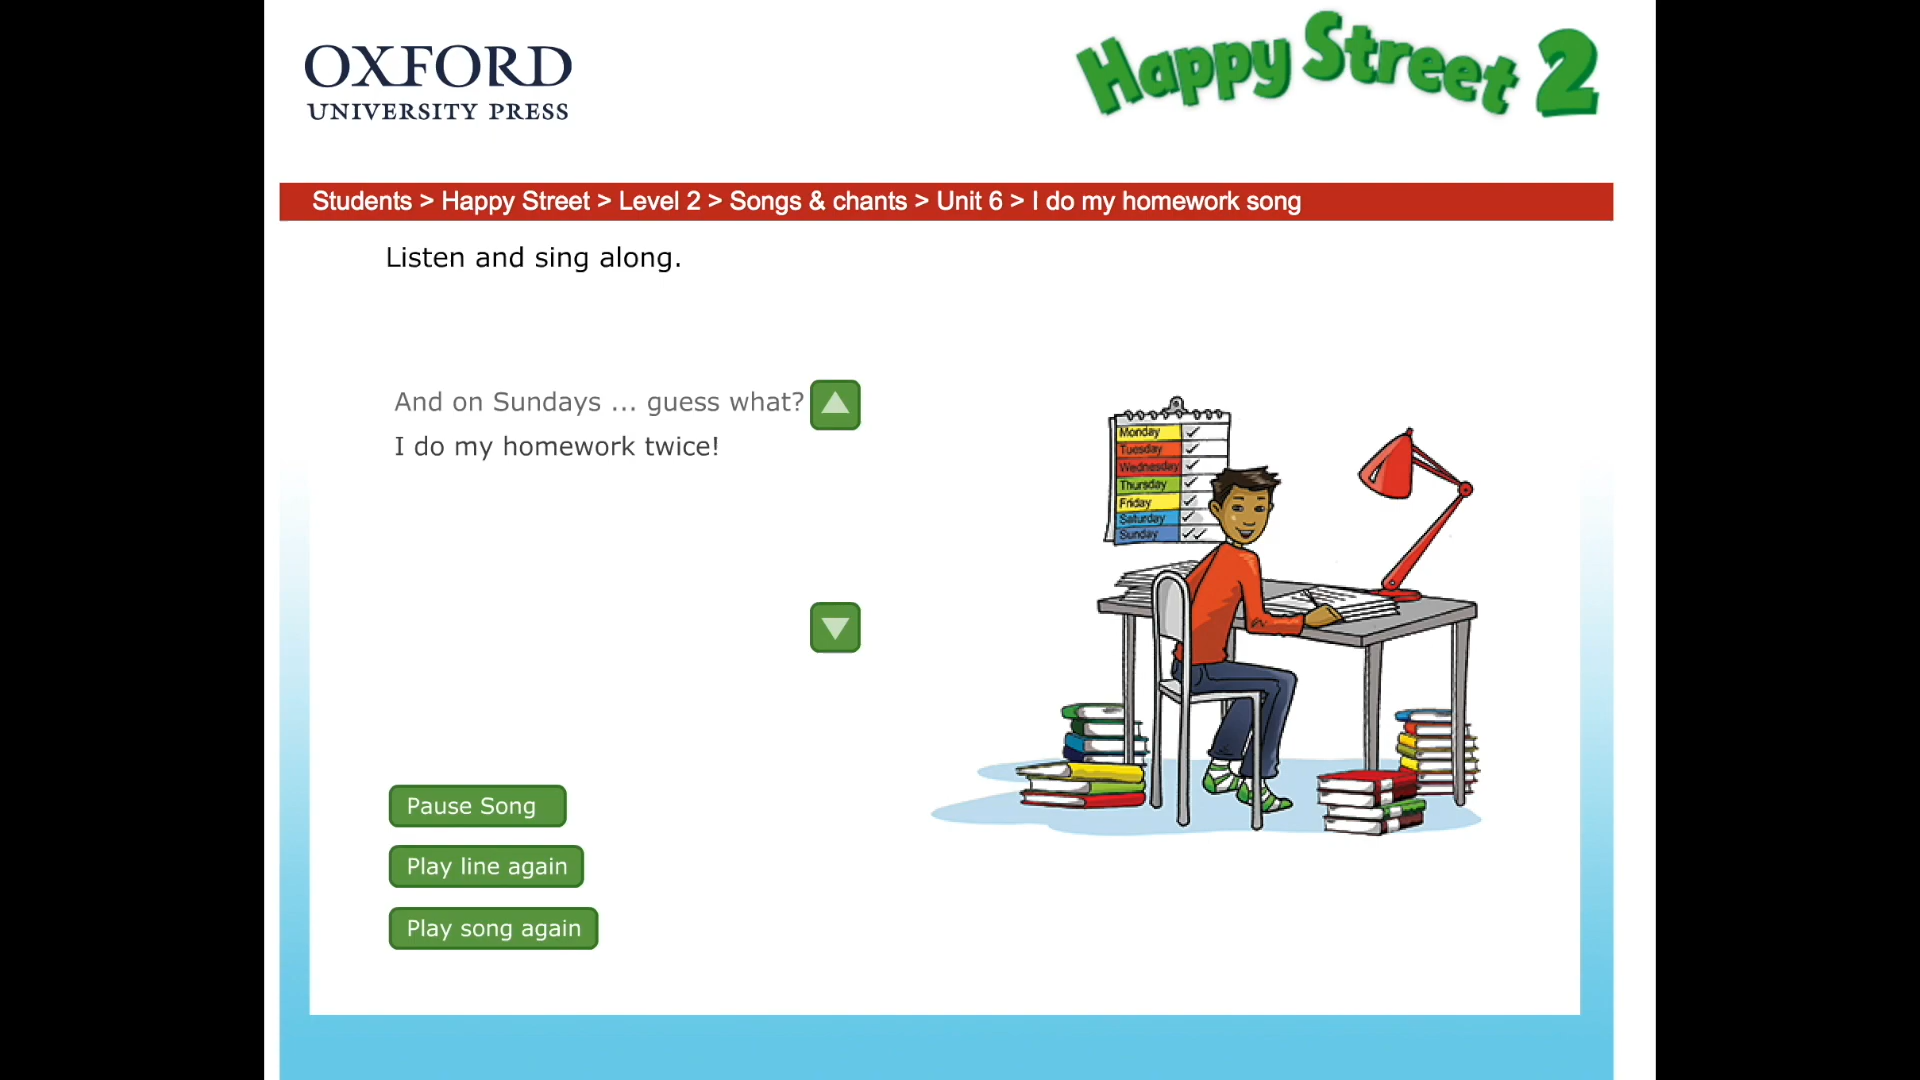 OXFORD
UNIVERSITY PRESS
Happy Street 2
Students > Happy Street > Level 2 > Songs & chants > Unit 6 > I do my homework song
Listen and sing along.
And on Sundays ... guess what?
I do my homework twice!
Monday
Tuesday
Wednesday
Thursday
Friday
Saturday
Sunday
Pause Song
Play line again
Play song again